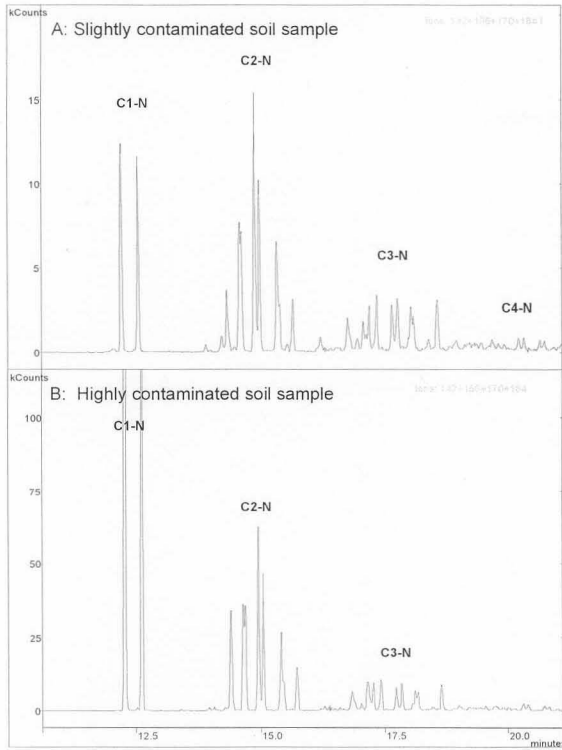 kCounts
A: Slightly contaminated soil sample
C2-N
C1-N
15
10
5
C3-N
C4-N
0
kCounts
B: Highly contaminated soil sample
100
C1-N
75
C2-N
50
25
C3-N
0
12.5 15.0 17.5 20.0
minute